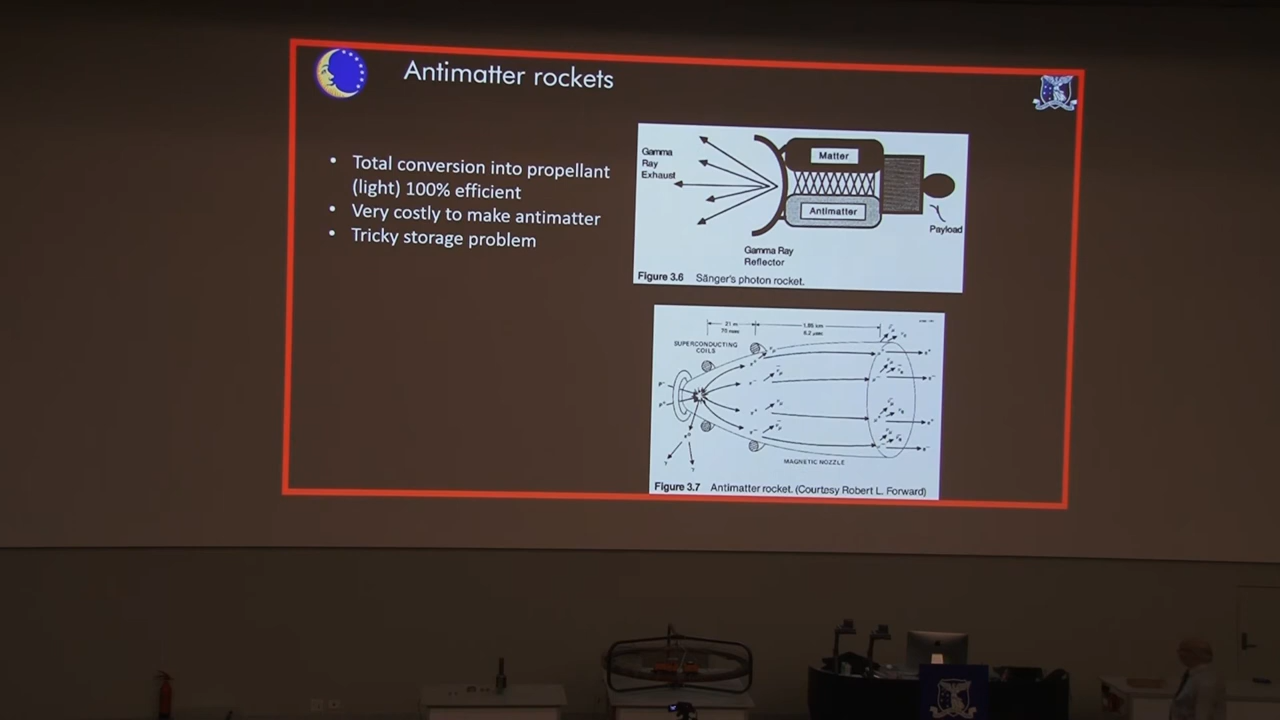 Antimatter rockets
• Total conversion into propellant
(light) 100% efficient
• Very costly to make antimatter
• Tricky storage problem
Gamma
Ray
Exhaust
Matter
Antimatter
Payload
Gamma Ray
Reflector
Figure 3.6 Sänger's photon rocket.
21 m
SUPERCONDUCTING
COILS
MAGNETIC NOZZLE
Figure 3.7 Antimatter rocket. (Courtesy Robert L. Forward)